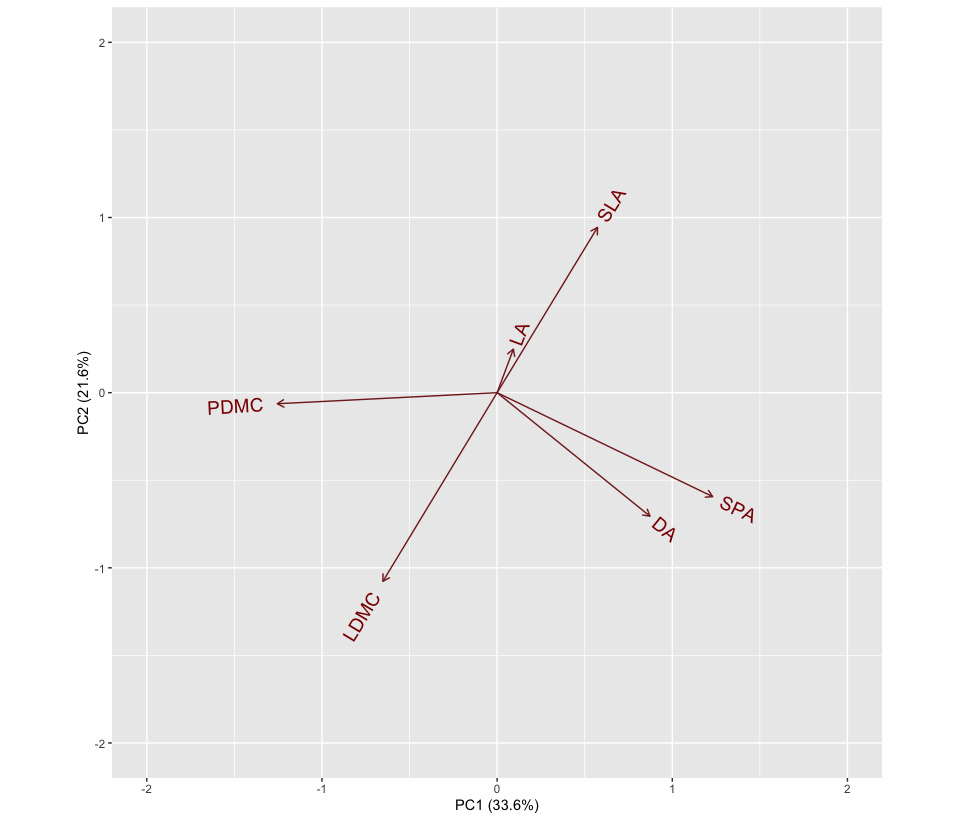 2
1
0
-1
-2
PC2 (21.6%)
SLA
LA
PDMC
SPA
DA
LDMC
-2
-1
0
1
2
PC1 (33.6%)